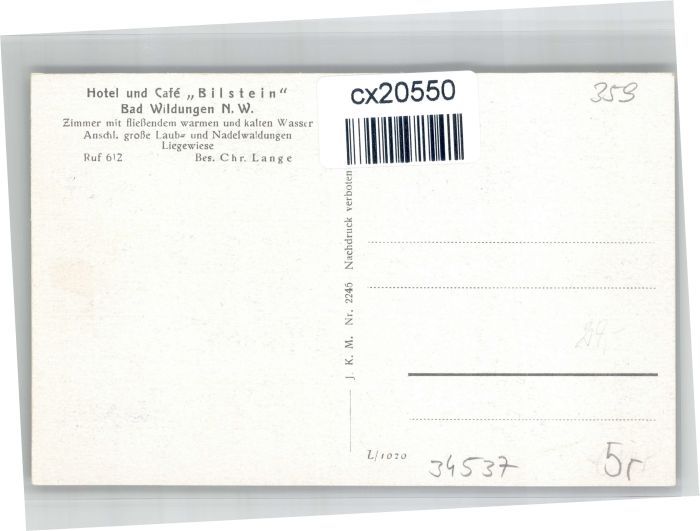 Hotel und Café „Bilstein“
Bad Wildungen N. W.
Zimmer mit fließendem warmen und kalten Wasser
Anschl. große Laub- und Nadelwaldungen
Liegewiese
Ruf 612 Bes. Chr. Lange
cx20550
359
J. K. M. Nr. 2246 Nachdruck verboten
L/1020
34537